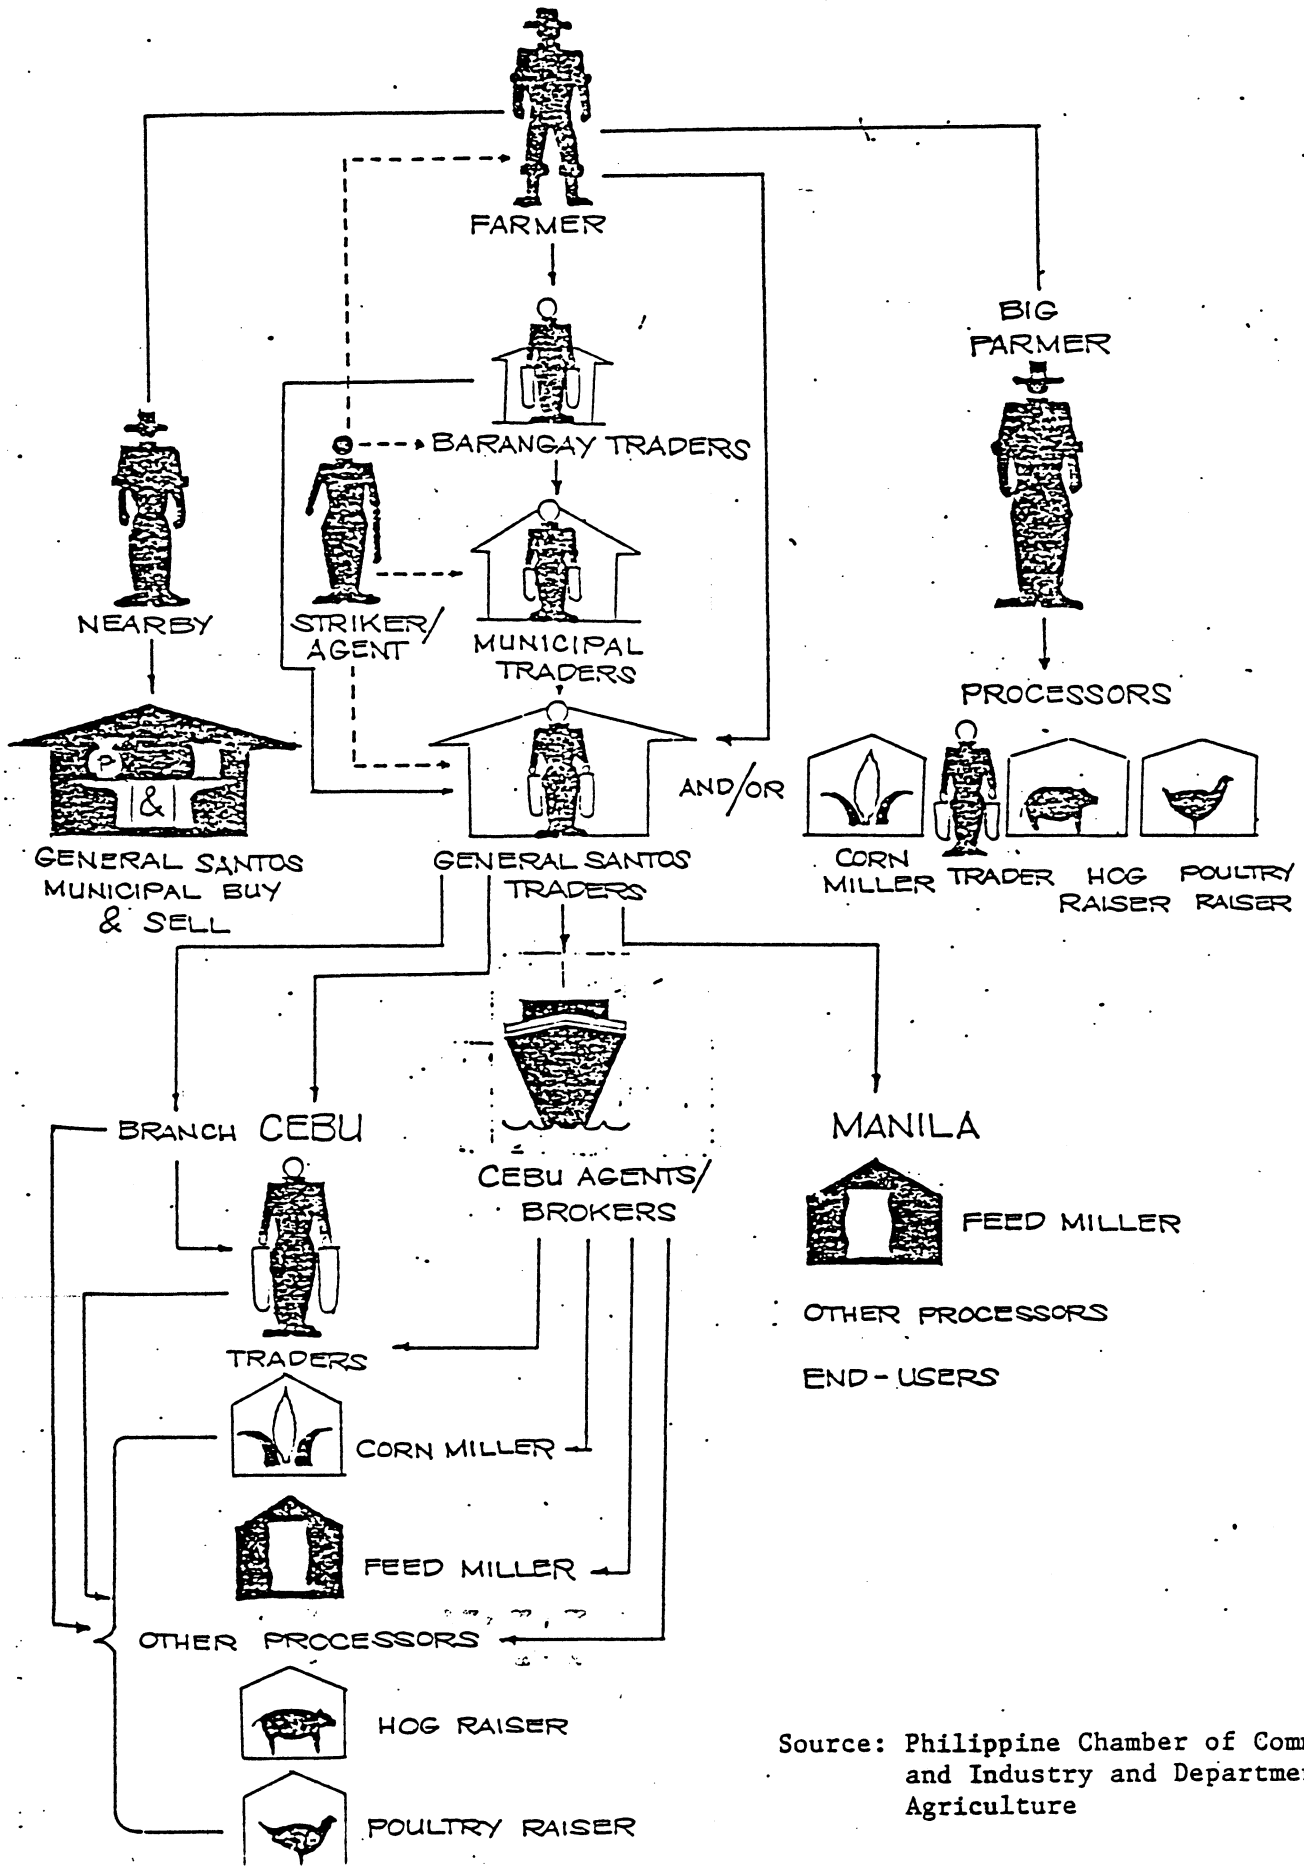 FARMER
BIG
FARMER
BARANGAY TRADERS
NEARBY
STRIKER/
AGENT
MUNICIPAL
TRADERS
PROCESSORS
P
&
AND/OR
GENERAL SANTOS
MUNICIPAL BUY
& SELL
GENERAL SANTOS
TRADERS
CORN
MILLER
TRADER
HOG
RAISER
POULTRY
RAISER
BRANCH CEBU
MANILA
CEBU AGENTS/
BROKERS
FEED MILLER
OTHER PROCESSORS
END-USERS
TRADERS
CORN MILLER
FEED MILLER
OTHER PROCESSORS
HOG RAISER
POULTRY RAISER
Source: Philippine Chamber of Com
and Industry and Departme
Agriculture